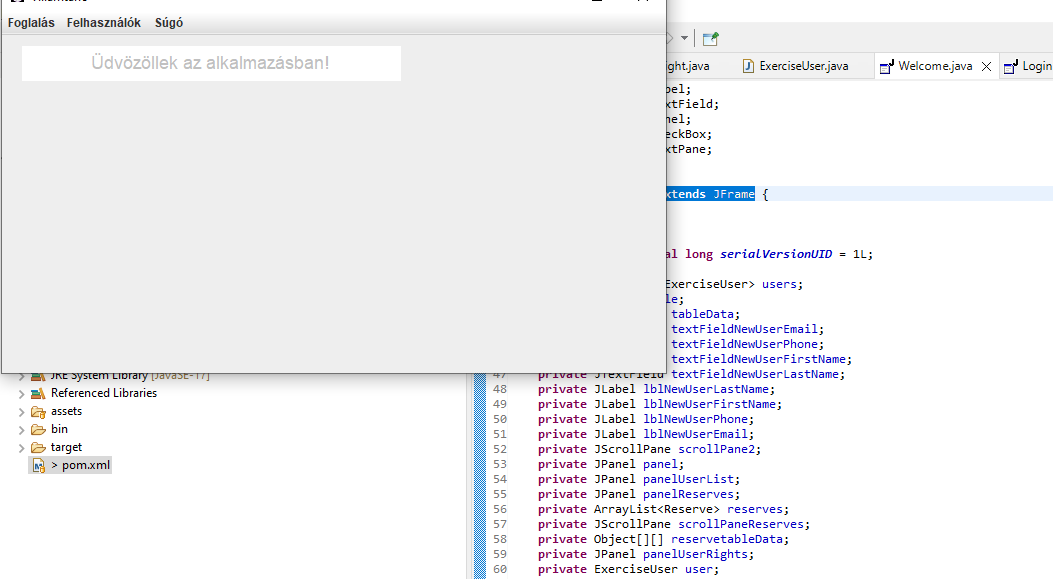 Foglalás Felhasználók Súgó
Üdvözöllek az alkalmazásban!
ght.java ExerciseUser.java Welcome.java Login
el;
xtField;
nel;
eckBox;
xtPane;
xtends JFrame {
al long serialVersionUID = 1L;
ExerciseUser> users;
le;
tableData;
textFieldNewUserEmail;
textFieldNewUserPhone;
textFieldNewUserFirstName;
47 private JTextField textFieldNewUserLastName;
48 private JLabel lblNewUserLastName;
49 private JLabel lblNewUserFirstName;
50 private JLabel lblNewUserPhone;
51 private JLabel lblNewUserEmail;
52 private JScrollPane scrollPane2;
53 private JPanel panel;
54 private JPanel panelUserList;
55 private JPanel panelReserves;
56 private ArrayList<Reserve> reserves;
57 private JScrollPane scrollPaneReserves;
58 private Object[][] reservetableData;
59 private JPanel panelUserRights;
60 private ExerciseUser user;
JRE System Library [JavaSE-17]
Referenced Libraries
assets
bin
target
> pom.xml